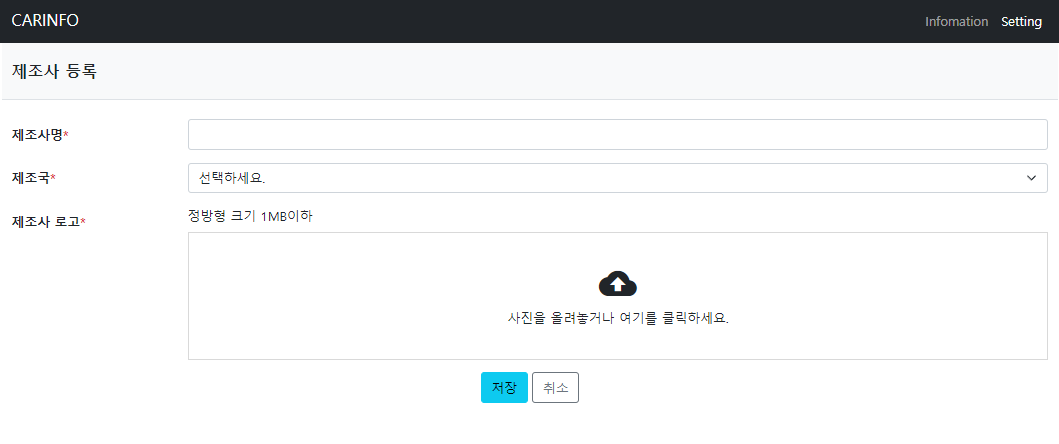 CARINFO Infomation Setting
제조사 등록
제조사명*
제조국* 선택하세요.
제조사 로고* 정방형 크기 1MB이하
사진을 올려놓거나 여기를 클릭하세요.
저장 취소